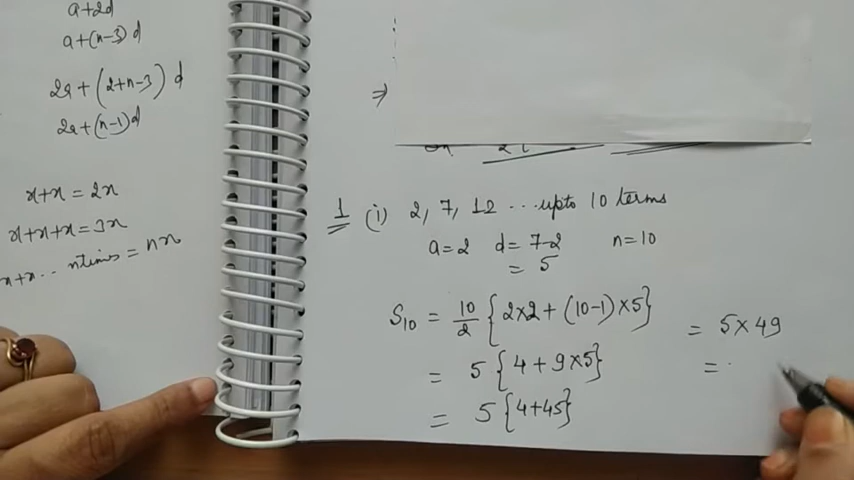 a+2d
a+(n-3)d
2a+(2+n-3)d
2a+(n-1)d
x+x = 2x
x+x+x = 3x
x+x... n times = nx
⇒
1 (i) 2, 7, 12 ... upto 10 terms
a=2 d= 7-2 n=10
= 5
S₁₀ = 10/2 {2×2 + (10-1)×5}
= 5 {4 + 9×5}
= 5 {4+45}
= 5×49
=